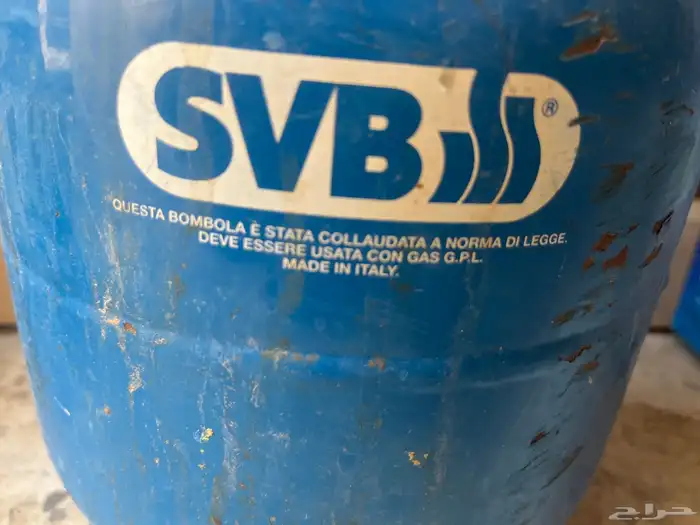 SVB ®
QUESTA BOMBOLA È STATA COLLAUDATA A NORMA DI LEGGE.
DEVE ESSERE USATA CON GAS G.P.L.
MADE IN ITALY.
حراج